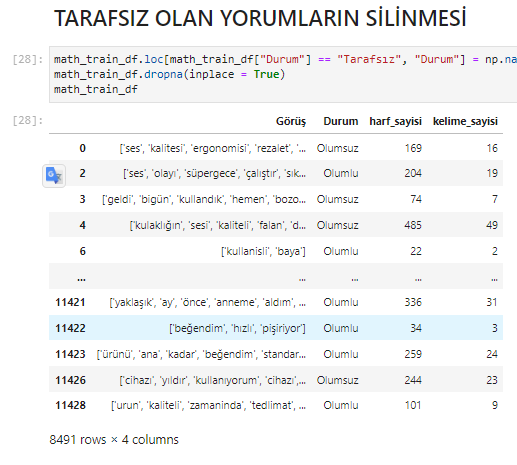 TARAFSIZ OLAN YORUMLARIN SİLİNMESİ
[28]: math_train_df.loc[math_train_df["Durum"] == "Tarafsız", "Durum"] = np.na
math_train_df.dropna(inplace = True)
math_train_df
[28]:
Görüş Durum harf_sayisi kelime_sayisi
0 ['ses', 'kalitesi', 'ergonomisi', 'rezalet', '... Olumsuz 169 16
2 ['ses', 'olayı', 'süpergece', 'çalıştır', 'sık... Olumlu 204 19
3 ['geldi', 'bigün', 'kullandık', 'hemen', 'bozo... Olumsuz 74 7
4 ['kulaklığın', 'sesi', 'kaliteli', 'falan', 'd... Olumsuz 485 49
6 ['kullanisli', 'baya'] Olumlu 22 2
... ... ... ... ...
11421 ['yaklaşık', 'ay', 'önce', 'anneme', 'aldım', ... Olumlu 336 31
11422 ['beğendim', 'hızlı', 'pişiriyor'] Olumlu 34 3
11423 ['ürünü', 'ana', 'kadar', 'beğendim', 'standar... Olumlu 259 24
11426 ['cihazı', 'yıldır', 'kullanıyorum', 'cihazı',... Olumsuz 244 23
11428 ['urun', 'kaliteli', 'zamaninda', 'tedlimat', ... Olumlu 101 9
8491 rows × 4 columns